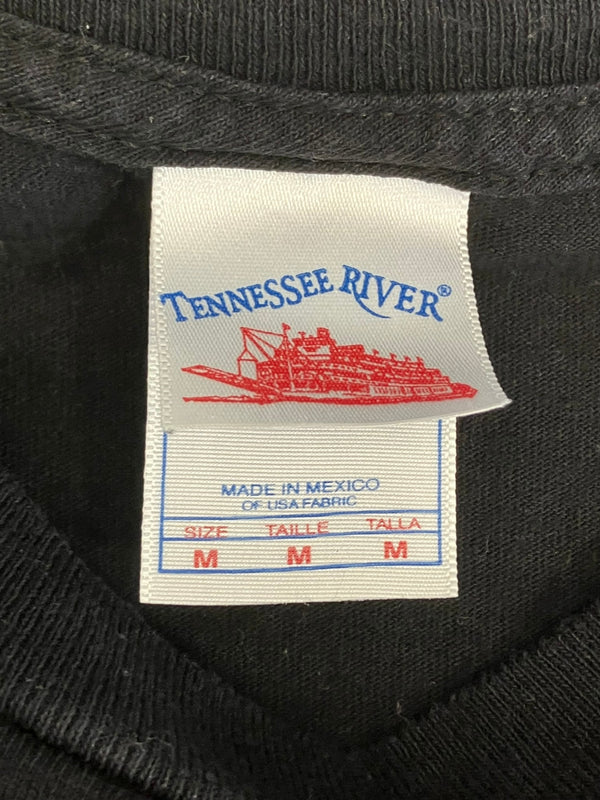 TENNESSEE RIVER®
MADE IN MEXICO
OF USA FABRIC
SIZE TAILLE TALLA
M M M